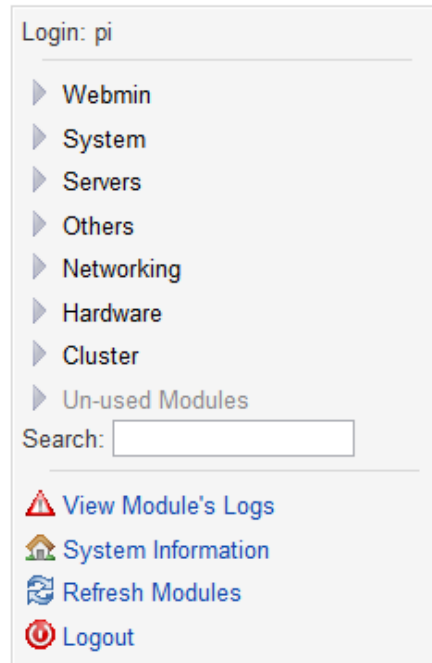 Login: pi
Webmin
System
Servers
Others
Networking
Hardware
Cluster
Un-used Modules
Search:
View Module's Logs
System Information
Refresh Modules
Logout